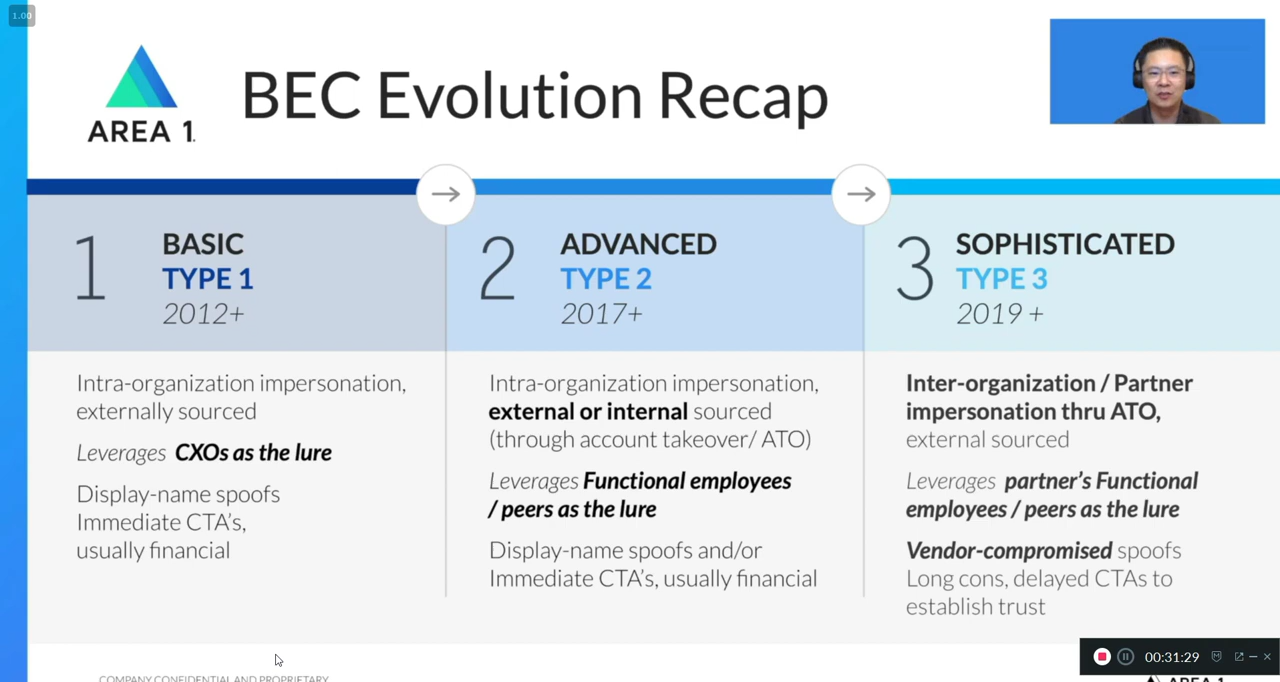 1.00
AREA 1
BEC Evolution Recap
1
BASIC
TYPE 1
2012+
Intra-organization impersonation,
externally sourced
Leverages CXOs as the lure
Display-name spoofs
Immediate CTA's,
usually financial
2
ADVANCED
TYPE 2
2017+
Intra-organization impersonation,
external or internal sourced
(through account takeover/ ATO)
Leverages Functional employees
/ peers as the lure
Display-name spoofs and/or
Immediate CTA's, usually financial
3
SOPHISTICATED
TYPE 3
2019 +
Inter-organization / Partner
impersonation thru ATO,
external sourced
Leverages partner's Functional
employees / peers as the lure
Vendor-compromised spoofs
Long cons, delayed CTAs to
establish trust
00:31:29
COMPANY CONFIDENTIAL AND PROPRIETARY
AREA 1